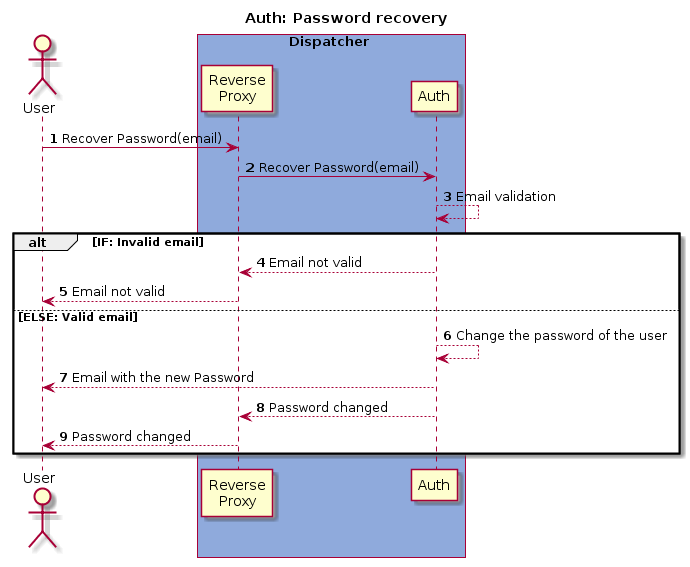 Auth: Password recovery
Dispatcher
User
Reverse
Proxy
Auth
1 Recover Password(email)
2 Recover Password(email)
3 Email validation
alt [IF: Invalid email]
4 Email not valid
5 Email not valid
[ELSE: Valid email]
6 Change the password of the user
7 Email with the new Password
8 Password changed
9 Password changed
User
Reverse
Proxy
Auth